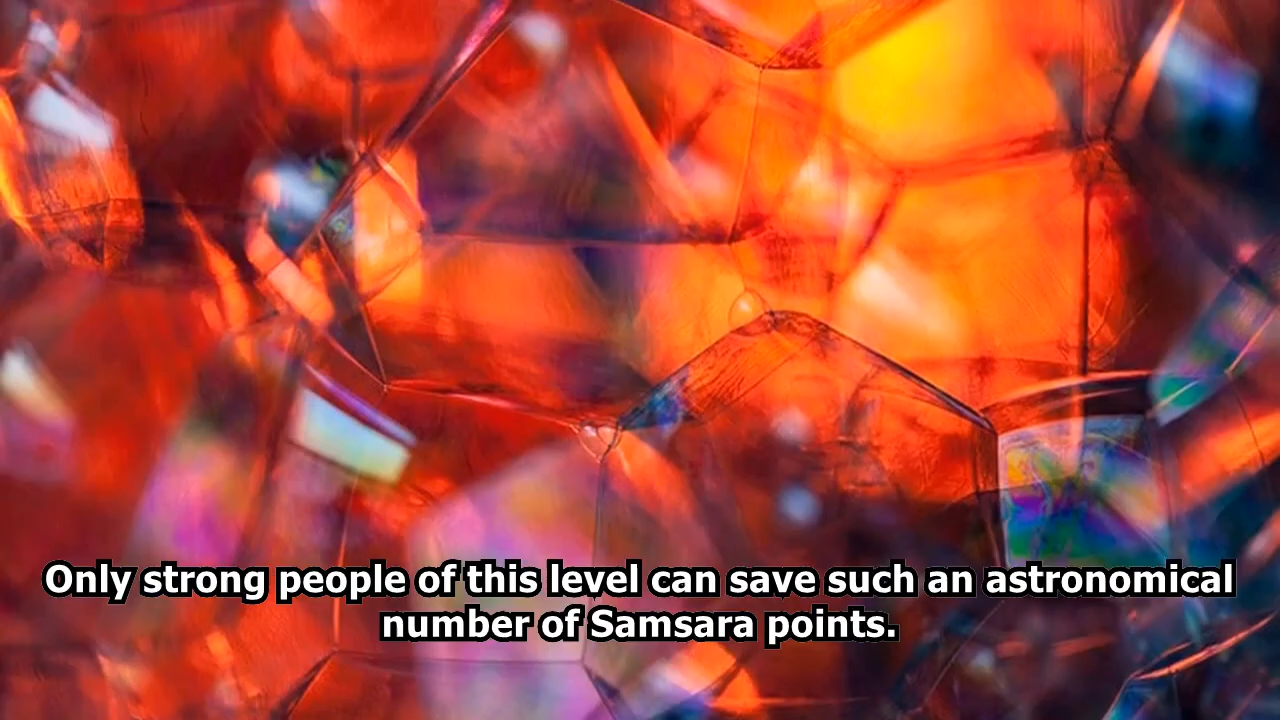 Only strong people of this level can save such an astronomical
number of Samsara points.